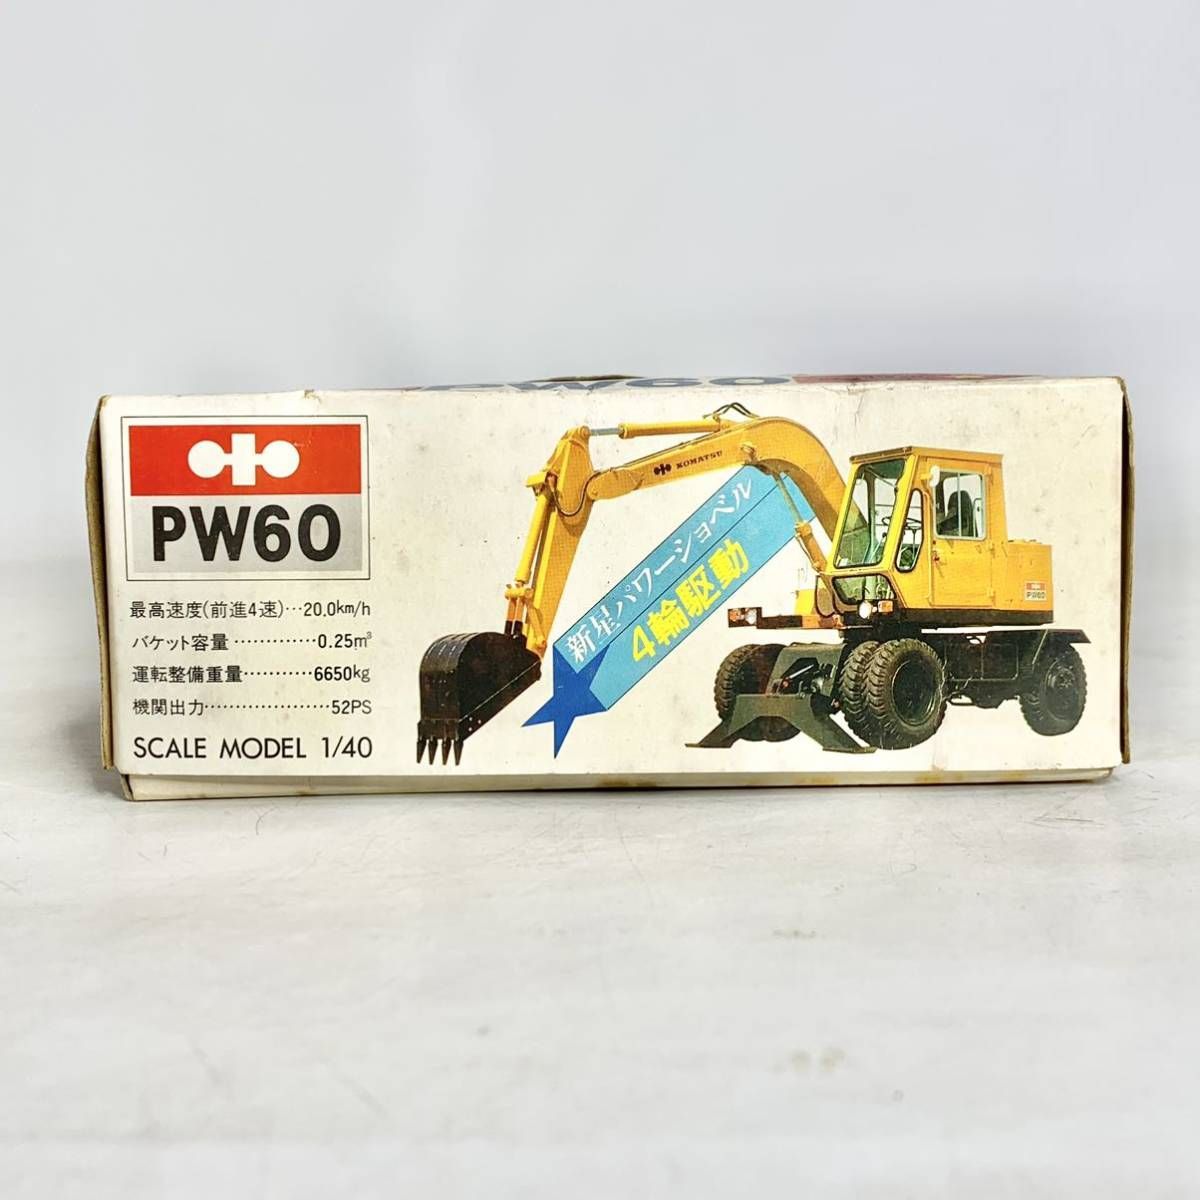 PW60
PW60
最高速度(前進4速)…20.0km/h
バケット容量…………0.25m³
運転整備重量………6650kg
機関出力…………………52PS
SCALE MODEL 1/40
KOMATSU
新星パワーショベル
4輪駆動
PW60